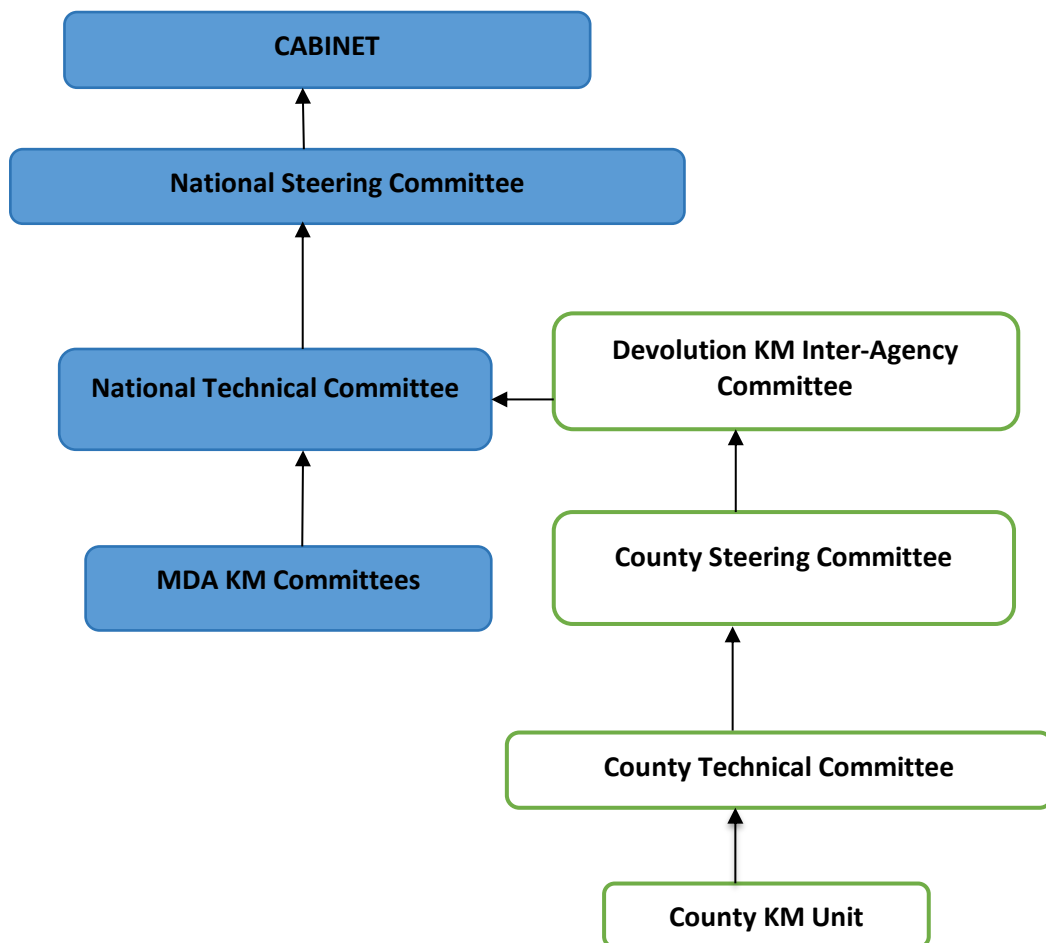 CABINET
National Steering Committee
Devolution KM Inter-Agency
Committee
National Technical Committee
County Steering Committee
MDA KM Committees
County Technical Committee
County KM Unit